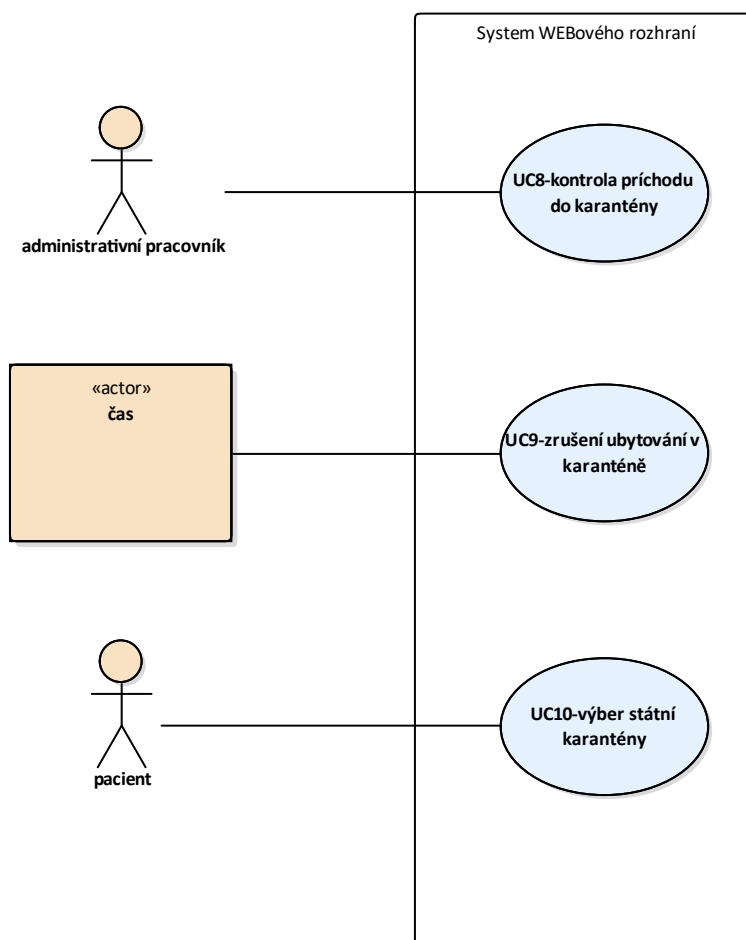 System WEBového rozhraní
UC8-kontrola príchodu
do karantény
administrativní pracovník
«actor»
čas
UC9-zrušení ubytování v
karanténě
UC10-výber státní
karantény
pacient